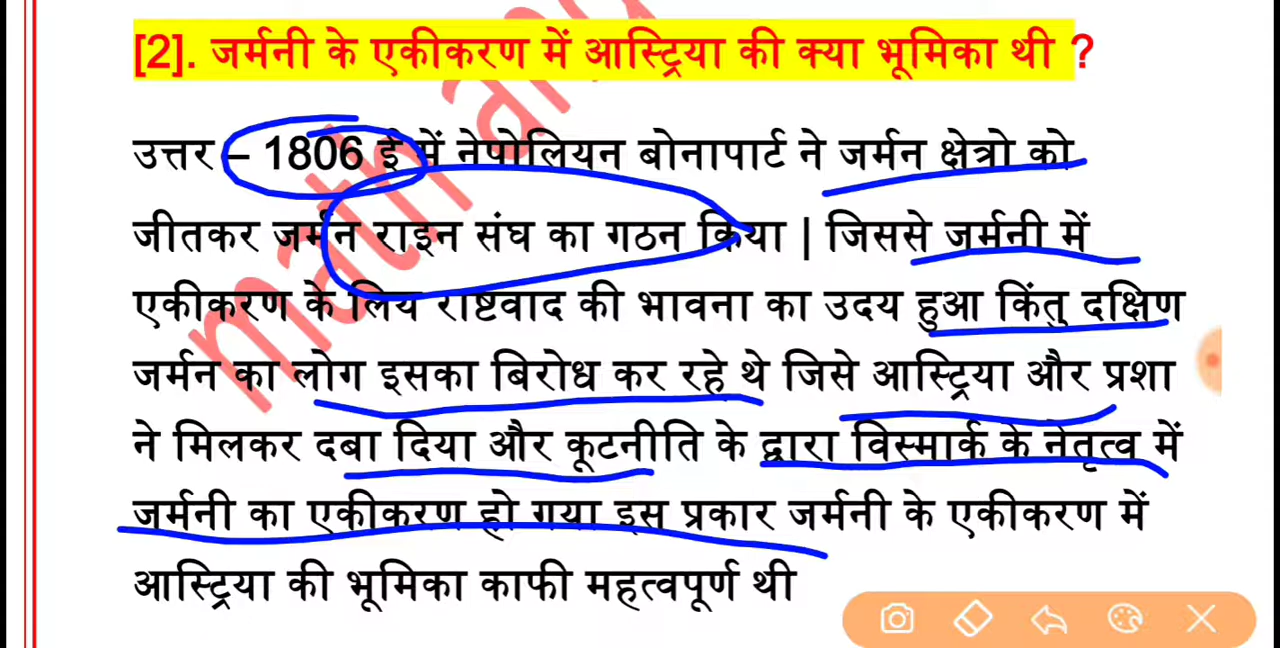 [2]. जर्मनी के एकीकरण में आस्ट्रिया की क्या भूमिका थी ?
उत्तर – 1806 ई में नेपोलियन बोनापार्ट ने जर्मन क्षेत्रो को
जीतकर जर्मन राइन संघ का गठन किया | जिससे जर्मनी में
एकीकरण के लिय राष्टवाद की भावना का उदय हुआ किंतु दक्षिण
जर्मन का लोग इसका बिरोध कर रहे थे जिसे आस्ट्रिया और प्रशा
ने मिलकर दबा दिया और कूटनीति के द्वारा विस्मार्क के नेतृत्व में
जर्मनी का एकीकरण हो गया इस प्रकार जर्मनी के एकीकरण में
आस्ट्रिया की भूमिका काफी महत्वपूर्ण थी
math